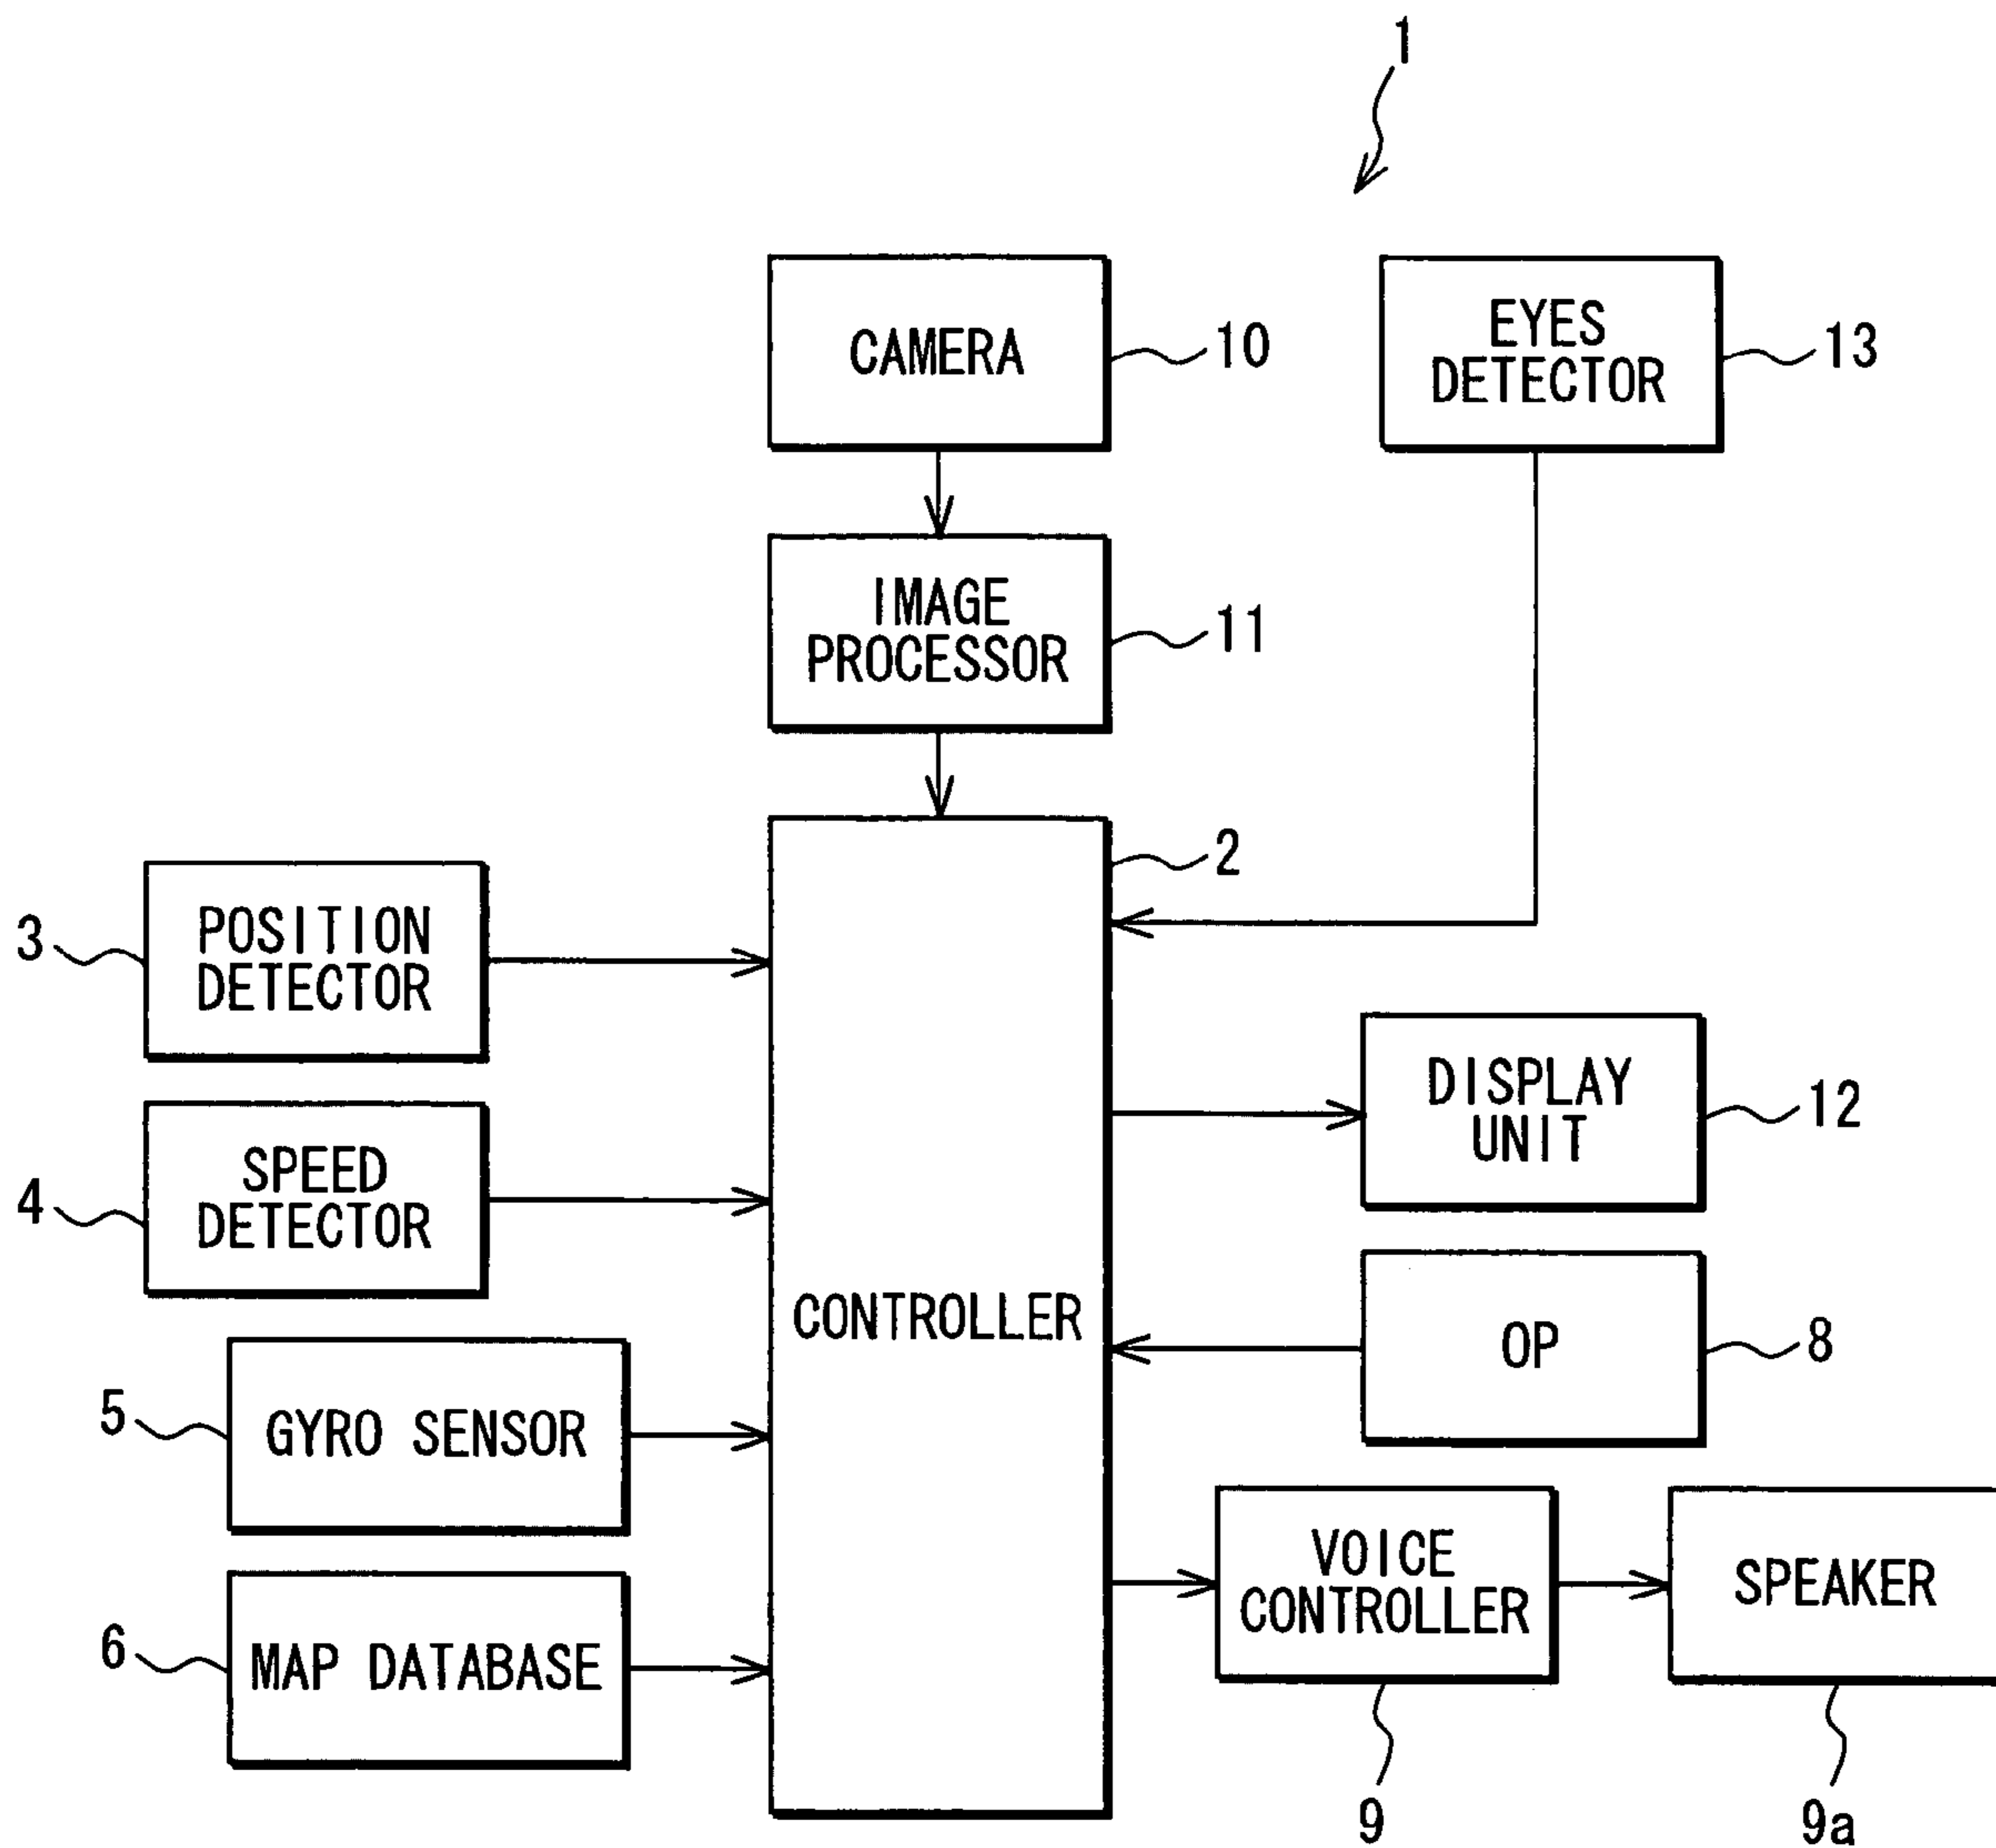 1
CAMERA
10
EYES
DETECTOR
13
IMAGE
PROCESSOR
11
2
3
POSITION
DETECTOR
DISPLAY
UNIT
12
4
SPEED
DETECTOR
CONTROLLER
OP
8
5
GYRO SENSOR
VOICE
CONTROLLER
SPEAKER
6
MAP DATABASE
9
9a